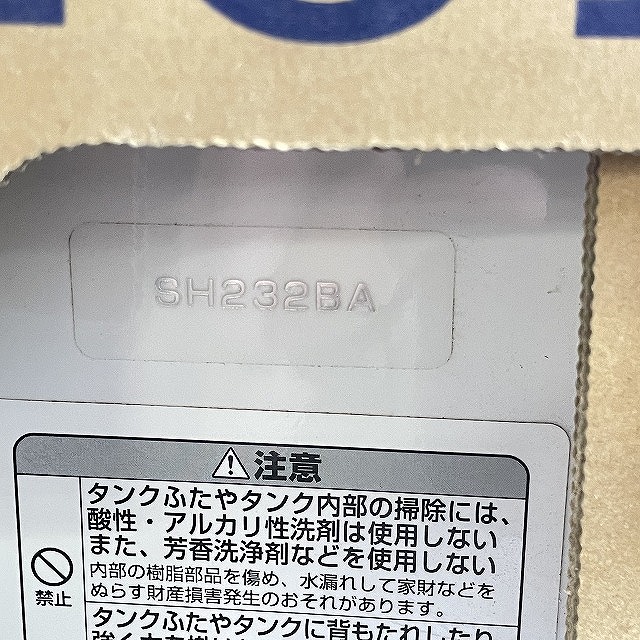 SH232BA
注意
タンクふたやタンク内部の掃除には、
酸性・アルカリ性洗剤は使用しない
また、芳香洗浄剤などを使用しない
内部の樹脂部品を傷め、水漏れして家財などを
ぬらす財産損害発生のおそれがあります。
禁止
タンクふたやタンクに背もたれしたり